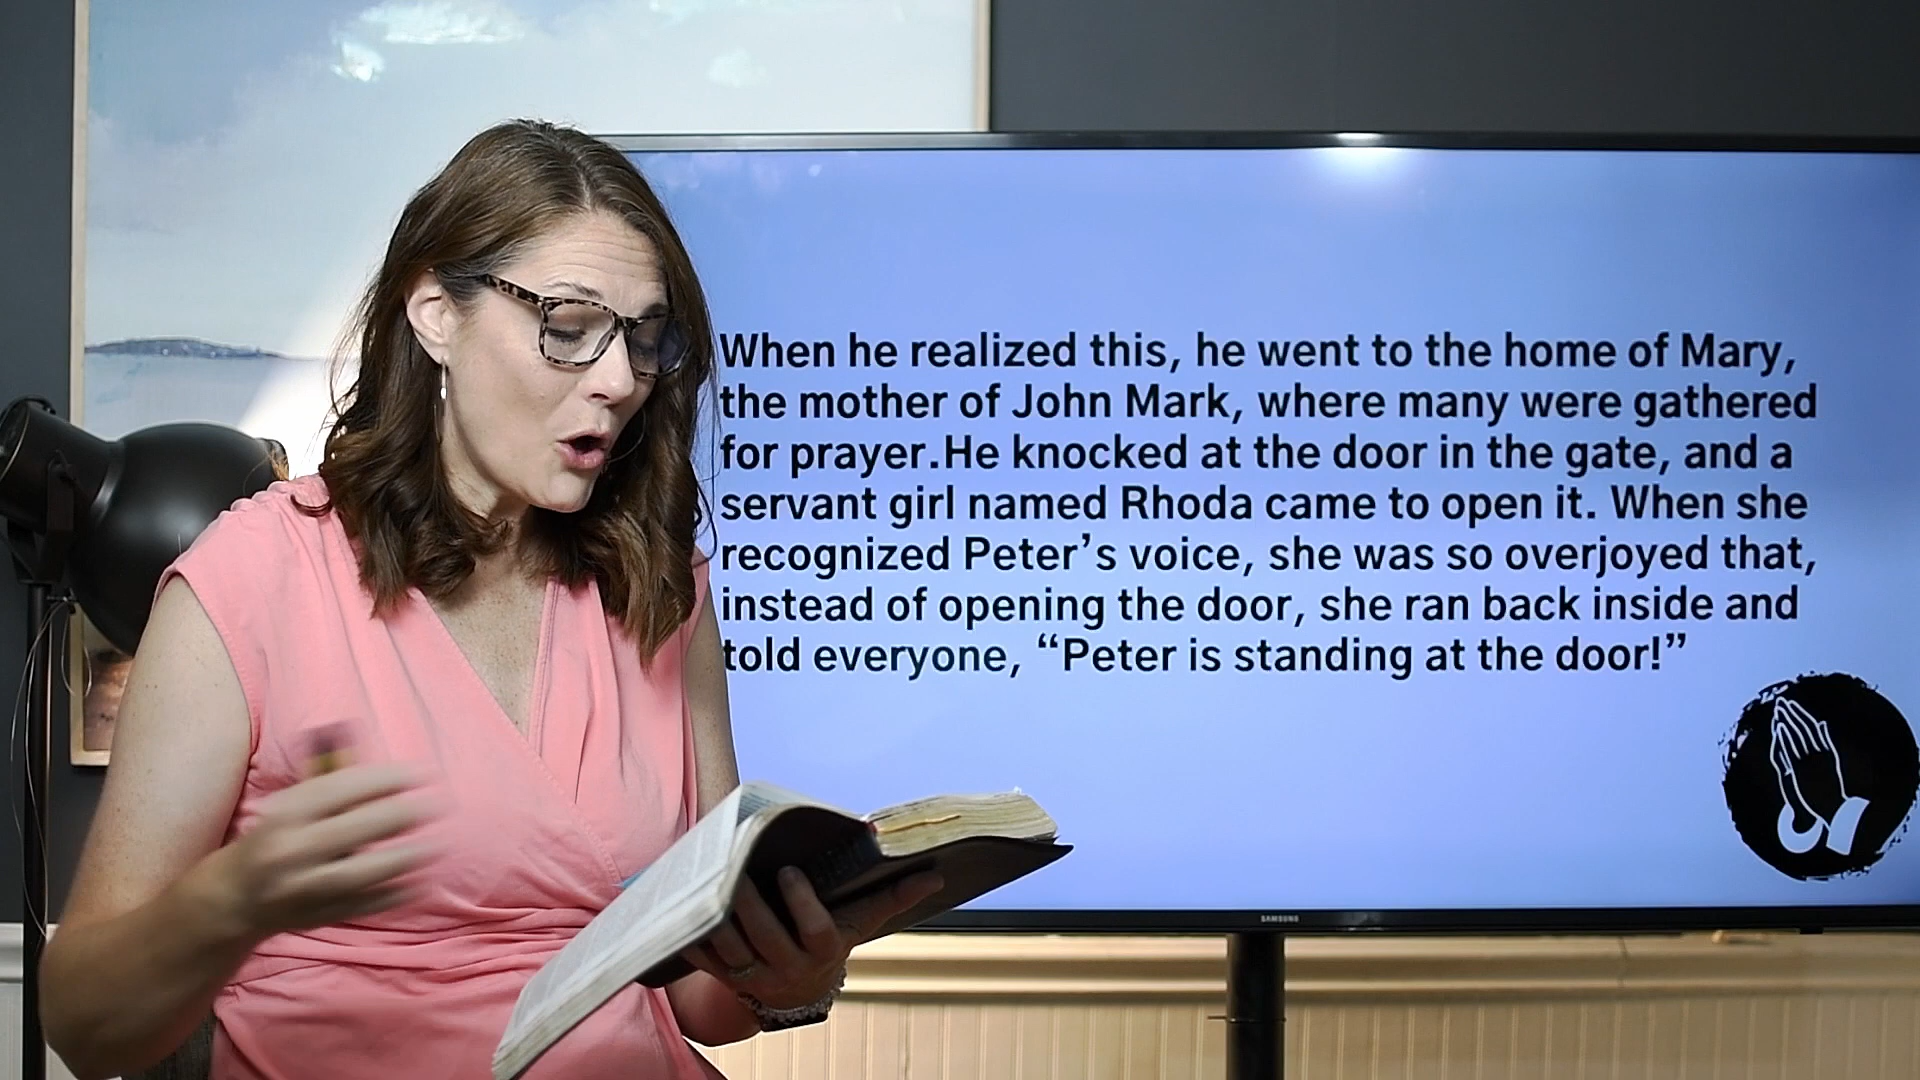 When he realized this, he went to the home of Mary,
the mother of John Mark, where many were gathered
for prayer.He knocked at the door in the gate, and a
servant girl named Rhoda came to open it. When she
recognized Peter’s voice, she was so overjoyed that,
instead of opening the door, she ran back inside and
told everyone, “Peter is standing at the door!”
SAMSUNG